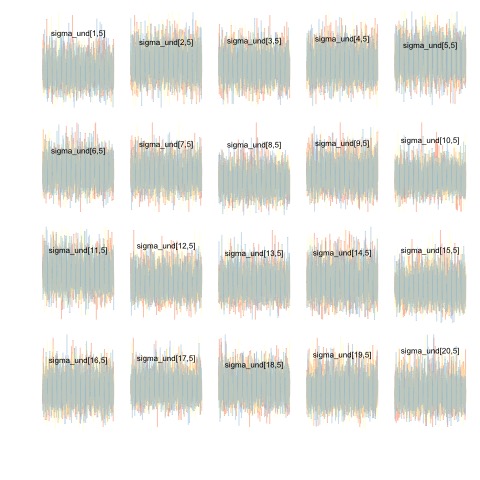 sigma_und[1,5]
sigma_und[2,5]
sigma_und[3,5]
sigma_und[4,5]
sigma_und[5,5]
sigma_und[6,5]
sigma_und[7,5]
sigma_und[8,5]
sigma_und[9,5]
sigma_und[10,5]
sigma_und[11,5]
sigma_und[12,5]
sigma_und[13,5]
sigma_und[14,5]
sigma_und[15,5]
sigma_und[16,5]
sigma_und[17,5]
sigma_und[18,5]
sigma_und[19,5]
sigma_und[20,5]